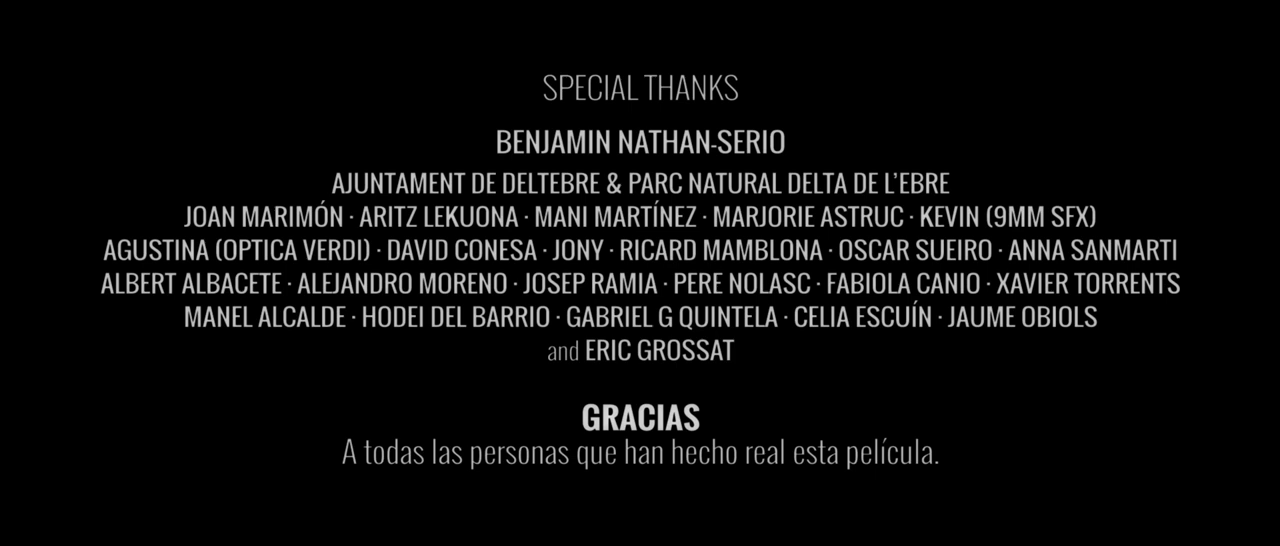 SPECIAL THANKS
BENJAMIN NATHAN-SERIO
AJUNTAMENT DE DELTEBRE & PARC NATURAL DELTA DE L'EBRE
JOAN MARIMÓN · ARITZ LEKUONA · MANI MARTÍNEZ · MARJORIE ASTRUC · KEVIN (9MM SFX)
AGUSTINA (OPTICA VERDI) · DAVID CONESA · JONY · RICARD MAMBLONA · OSCAR SUEIRO · ANNA SANMARTI
ALBERT ALBACETE · ALEJANDRO MORENO · JOSEP RAMIA · PERE NOLASC · FABIOLA CANIO · XAVIER TORRENTS
MANEL ALCALDE · HODEI DEL BARRIO · GABRIEL G QUINTELA · CELIA ESCUÍN · JAUME OBIOLS
and ERIC GROSSAT
GRACIAS
A todas las personas que han hecho real esta película.